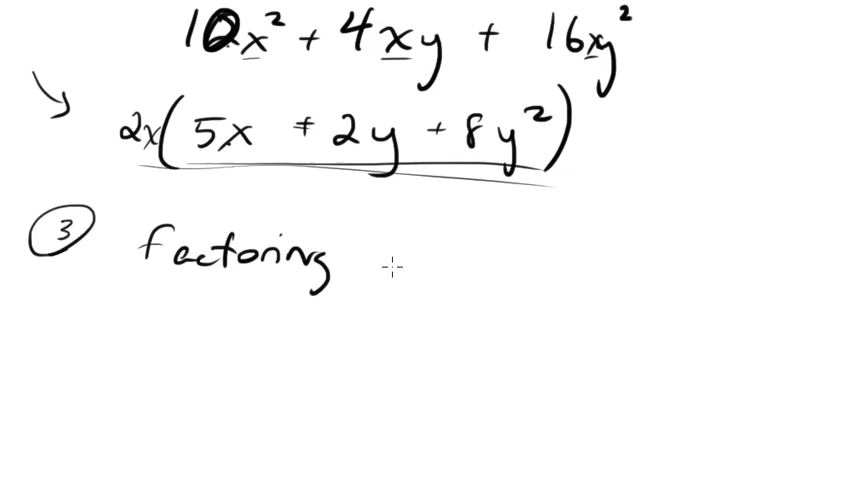 10x² + 4xy + 16xy²
2x(5x + 2y + 8y²)
3 factoring